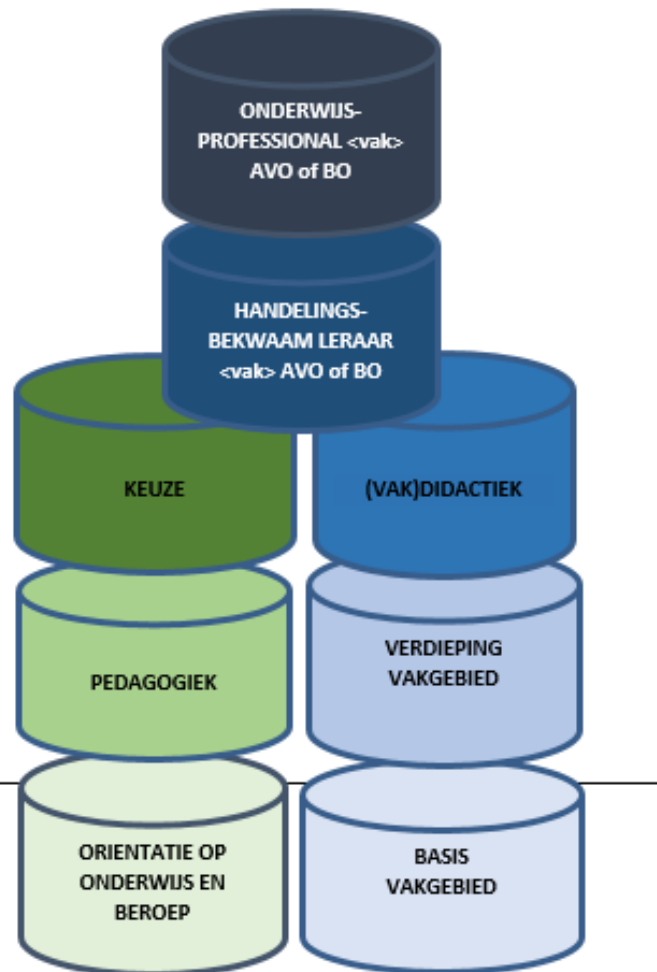 ONDERWIJS-
PROFESSIONAL <vak>
AVO of BO
HANDELINGS-
BEKWAAM LERAAR
<vak> AVO of BO
KEUZE
(VAK)DIDACTIEK
PEDAGOGIEK
VERDIEPING
VAKGEBIED
ORIENTATIE OP
ONDERWIJS EN
BEROEP
BASIS
VAKGEBIED